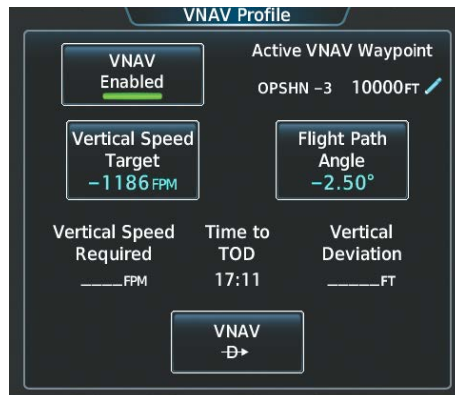 VNAV Profile
VNAV
Enabled
Active VNAV Waypoint
OPSHN –3 10000FT
Vertical Speed
Target
–1186 FPM
Flight Path
Angle
–2.50°
Vertical Speed
Required
_____FPM
Time to
TOD
17:11
Vertical
Deviation
_____FT
VNAV
D